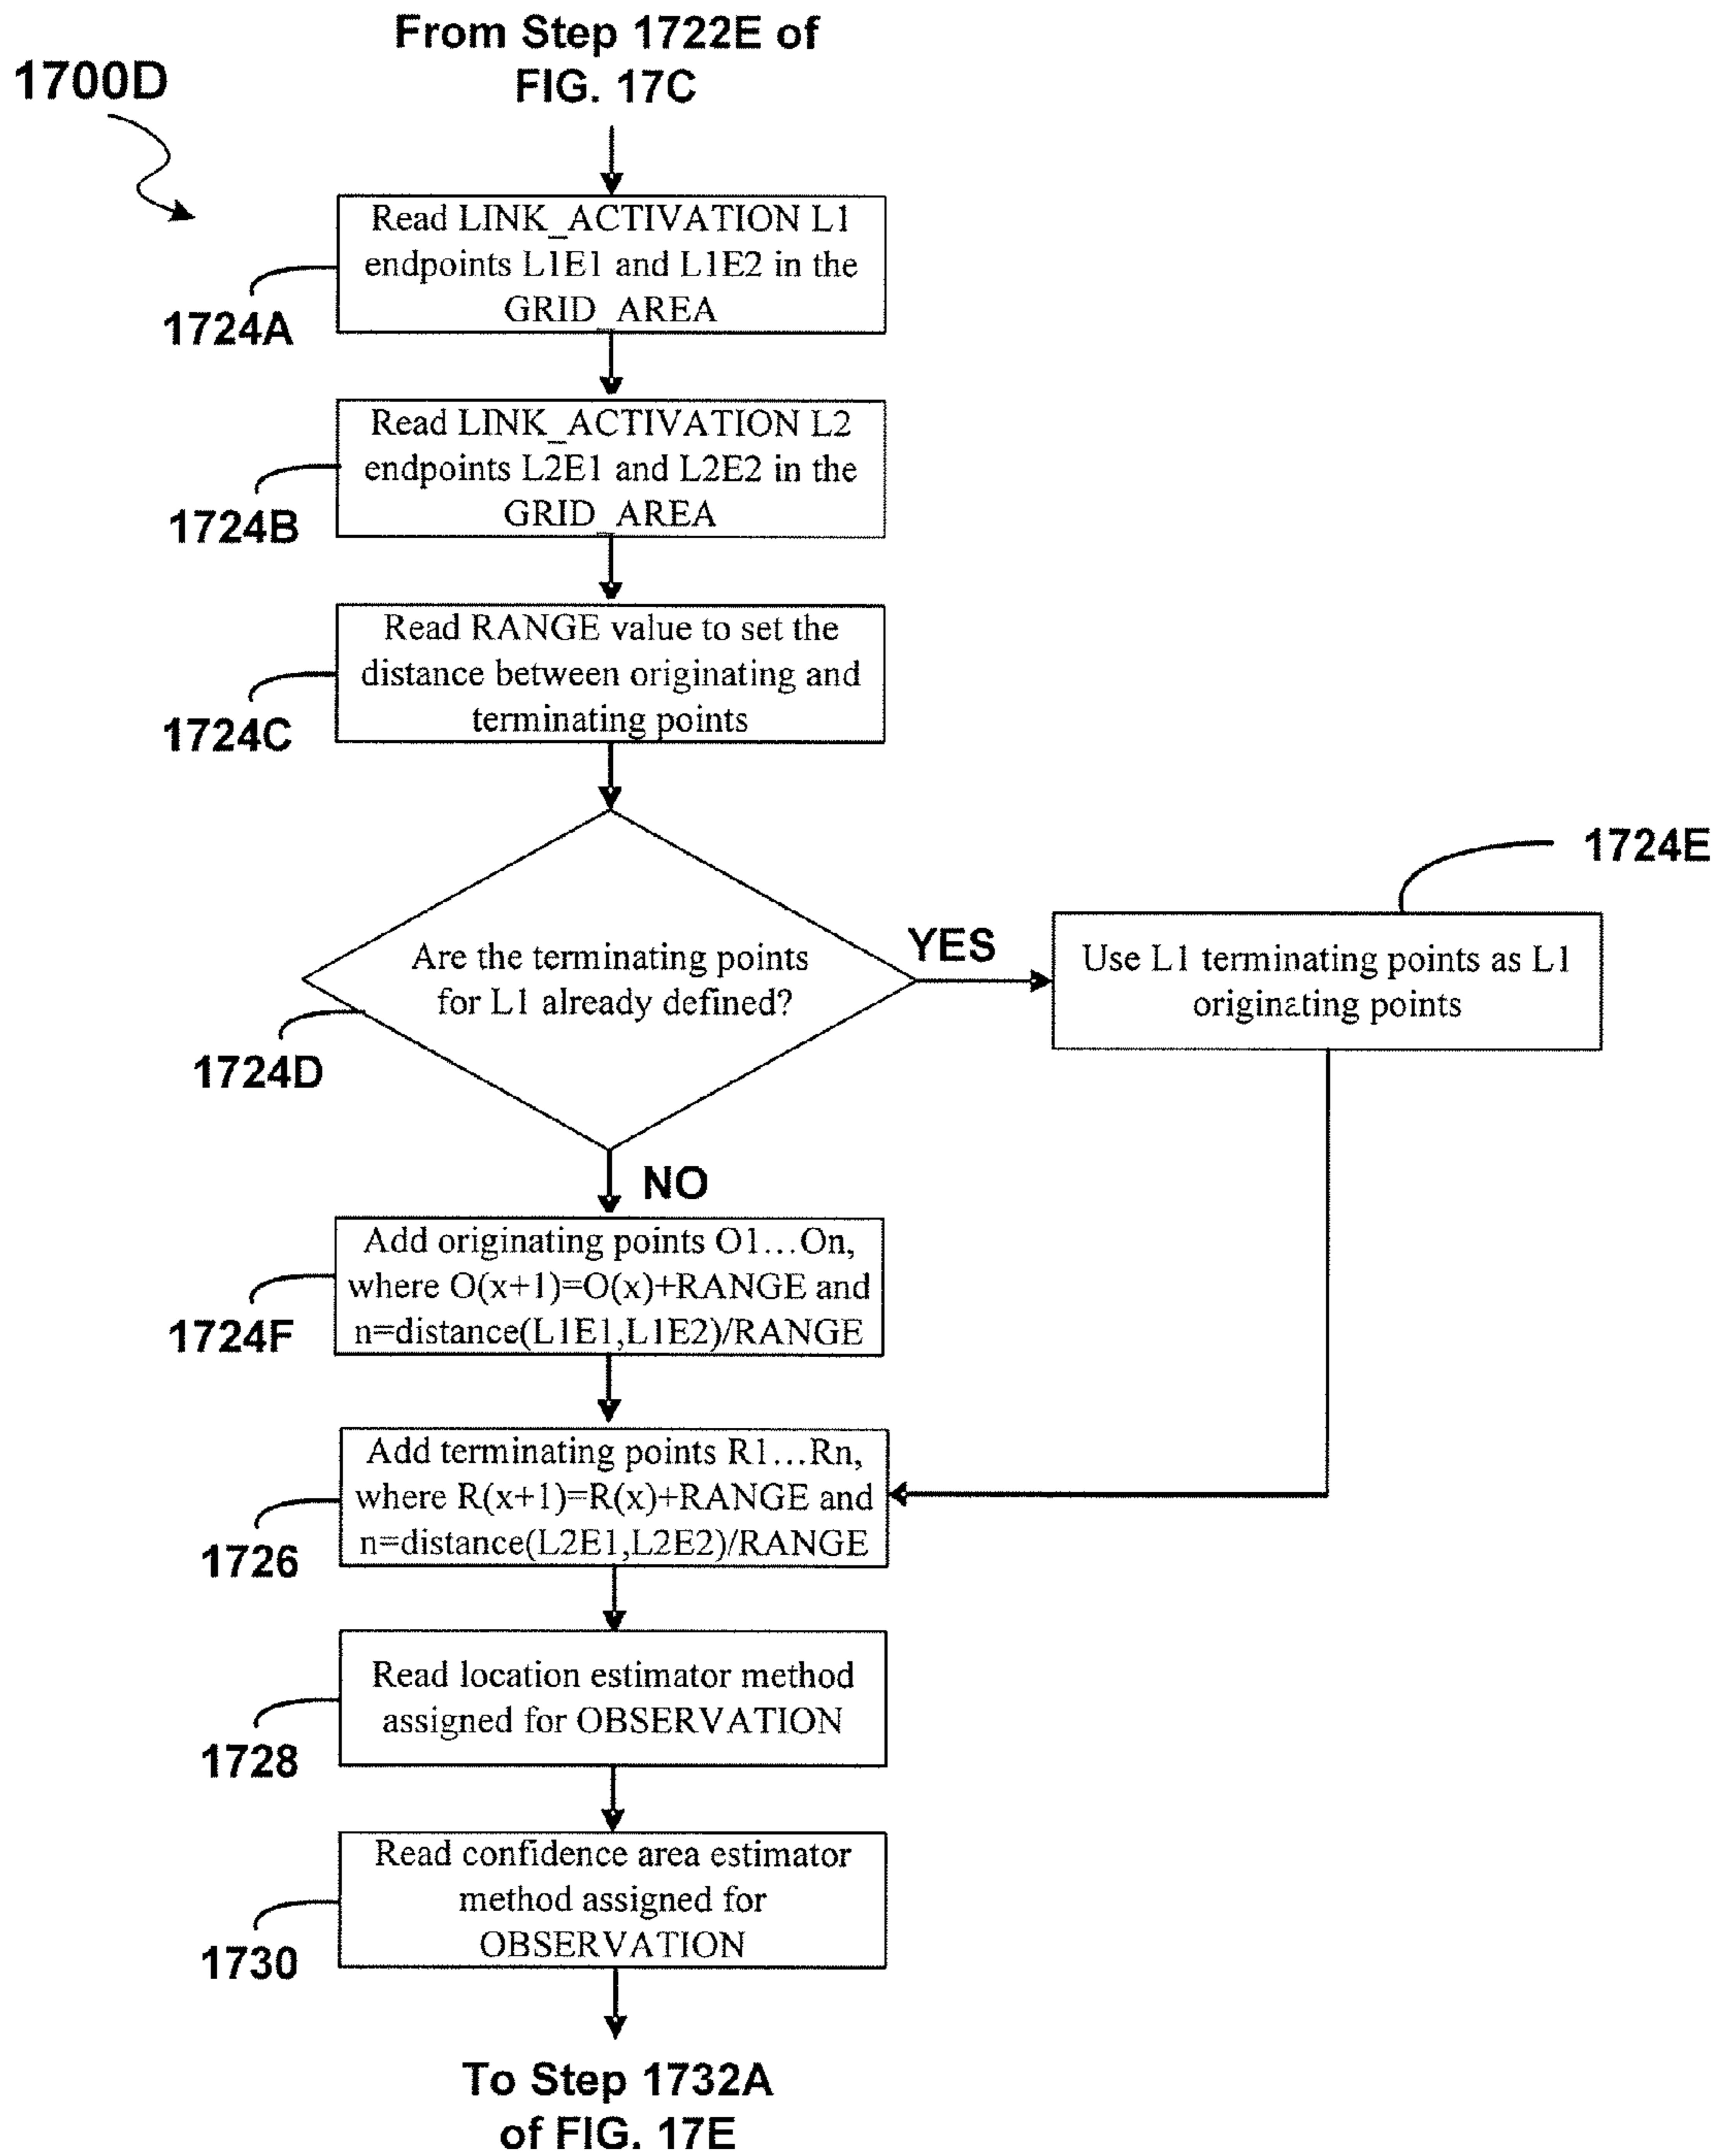 From Step 1722E of
FIG. 17C
1700D
Read LINK_ACTIVATION L1
endpoints L1E1 and L1E2 in the
GRID_AREA
1724A
Read LINK_ACTIVATION L2
endpoints L2E1 and L2E2 in the
GRID_AREA
1724B
Read RANGE value to set the
distance between originating and
terminating points
1724C
Are the terminating points
for L1 already defined?
1724D
YES
1724E
Use L1 terminating points as L1
originating points
NO
Add originating points O1...On,
where O(x+1)=O(x)+RANGE and
n=distance(L1E1,L1E2)/RANGE
1724F
Add terminating points R1...Rn,
where R(x+1)=R(x)+RANGE and
n=distance(L2E1,L2E2)/RANGE
1726
Read location estimator method
assigned for OBSERVATION
1728
Read confidence area estimator
method assigned for
OBSERVATION
1730
To Step 1732A
of FIG. 17E